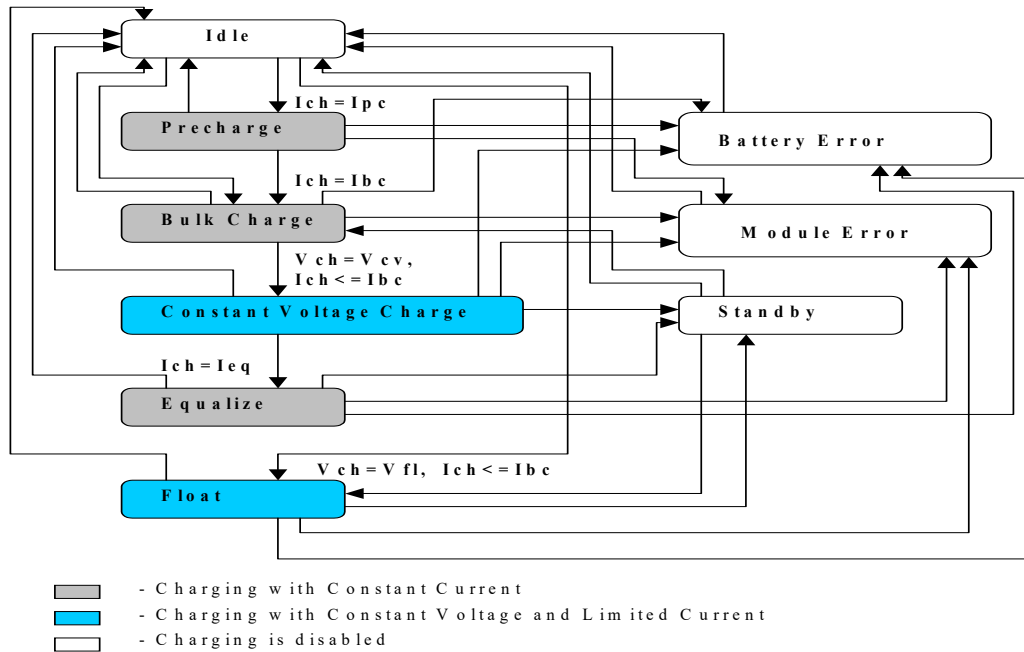 Idle
Ich=Ipc
Precharge
Battery Error
Ich=Ibc
Bulk Charge
Module Error
Vch=Vcv,
Ich<=Ibc
Constant Voltage Charge
Standby
Ich=Ieq
Equalize
Vch=Vfl, Ich<=Ibc
Float
- Charging with Constant Current
- Charging with Constant Voltage and Limited Current
- Charging is disabled